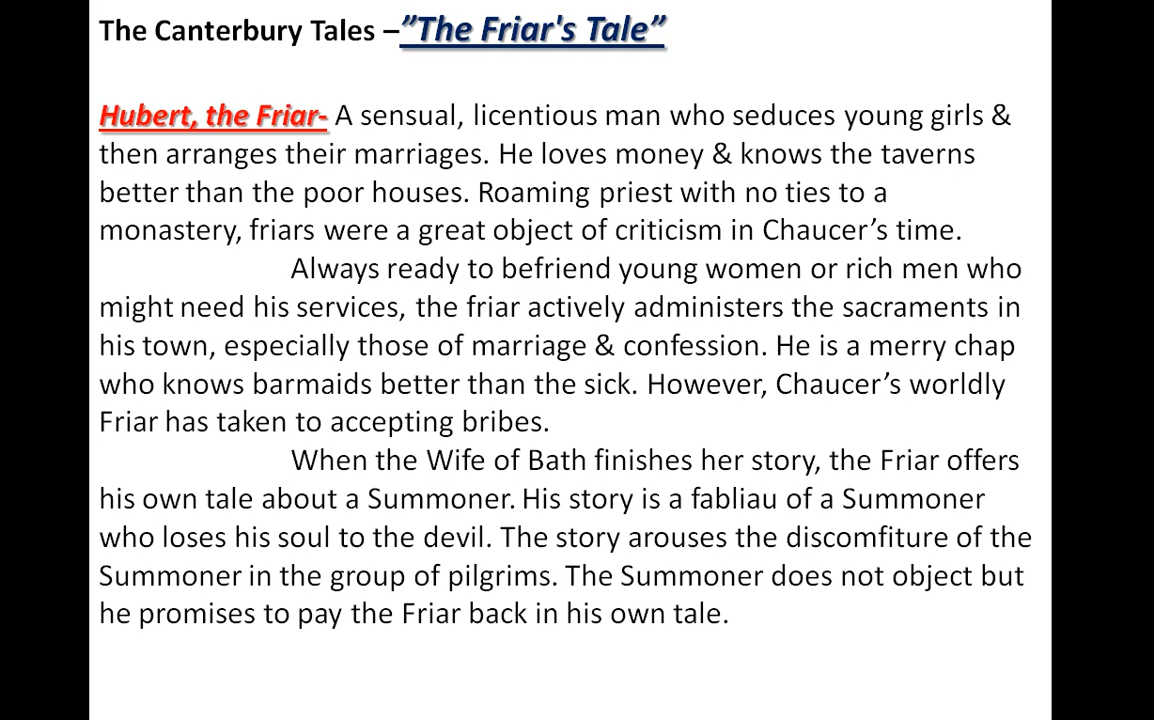 The Canterbury Tales –”The Friar's Tale”
Hubert, the Friar- A sensual, licentious man who seduces young girls &
then arranges their marriages. He loves money & knows the taverns
better than the poor houses. Roaming priest with no ties to a
monastery, friars were a great object of criticism in Chaucer’s time.
Always ready to befriend young women or rich men who
might need his services, the friar actively administers the sacraments in
his town, especially those of marriage & confession. He is a merry chap
who knows barmaids better than the sick. However, Chaucer’s worldly
Friar has taken to accepting bribes.
When the Wife of Bath finishes her story, the Friar offers
his own tale about a Summoner. His story is a fabliau of a Summoner
who loses his soul to the devil. The story arouses the discomfiture of the
Summoner in the group of pilgrims. The Summoner does not object but
he promises to pay the Friar back in his own tale.